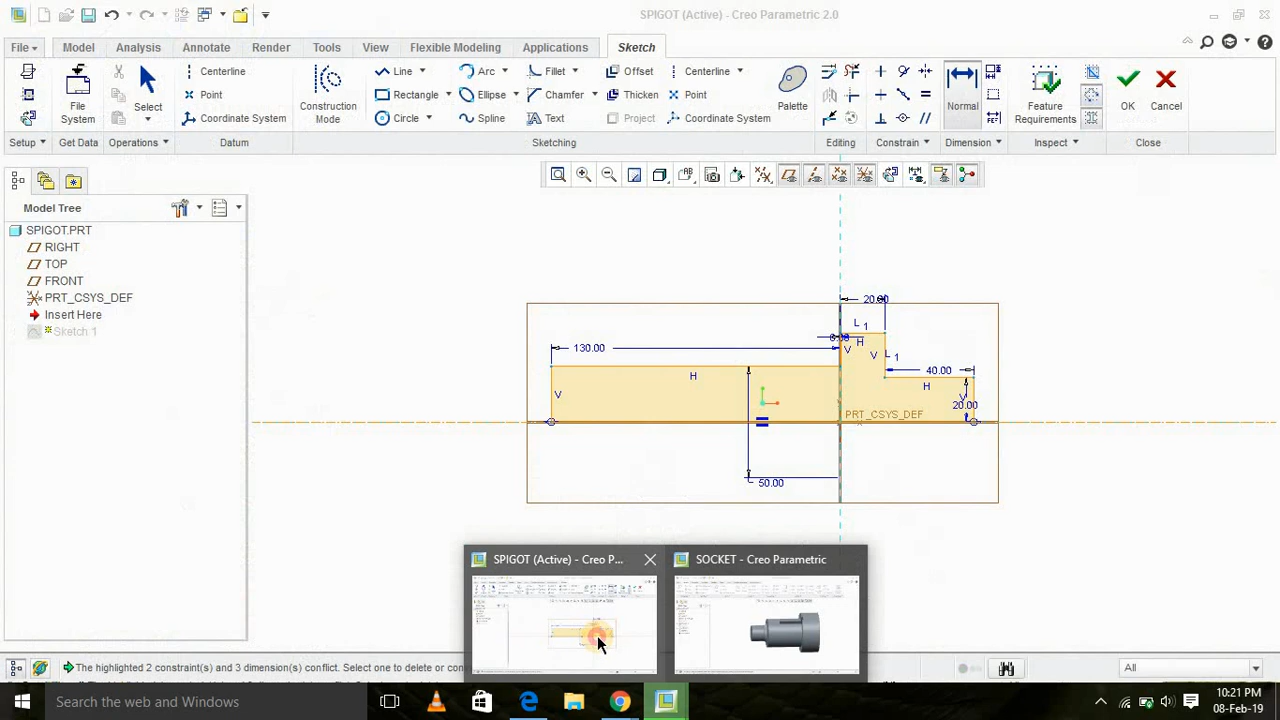 SPIGOT (Active) - Creo Parametric 2.0
File Model Analysis Annotate Render Tools View Flexible Modeling Applications Sketch
Centerline Line Arc Fillet Offset Centerline
Point Rectangle Ellipse Chamfer Thicken Point
Coordinate System Circle Spline Text Project Coordinate System
File System Select Construction Mode Palette Normal Feature Requirements OK Cancel
Setup Get Data Operations Datum Sketching Editing Constrain Dimension Inspect Close
Model Tree
SPIGOT.PRT
RIGHT
TOP
FRONT
PRT_CSYS_DEF
Insert Here
Sketch 1
L 1
H
V
V
L 1
130.00
40.00
H
H
V
20.00
PRT_CSYS_DEF
50.00
SPIGOT (Active) - Creo P...
SOCKET - Creo Parametric
The highlighted 2 constraint(s) and 3 dimension(s) conflict. Select one to delete or con
All
Search the web and Windows
10:21 PM
08-Feb-19